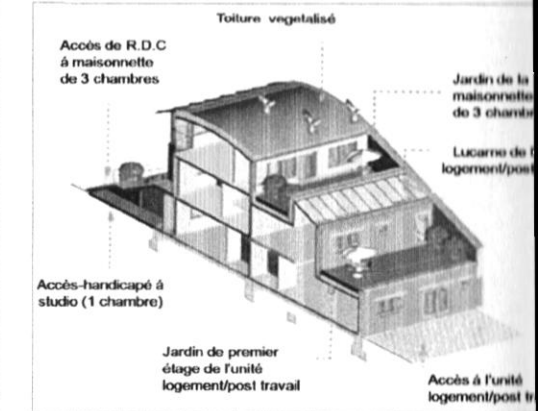 Toiture vegetalisé
Accès de R.D.C
á maisonnette
de 3 chambres
Jardin de la
maisonnette
de 3
Lucarne de
logement/post
Accès-handicapé á
studio (1 chambre)
Jardin de premier
étage de l'unité
logement/post travail
Accès á l'unité
logement/post